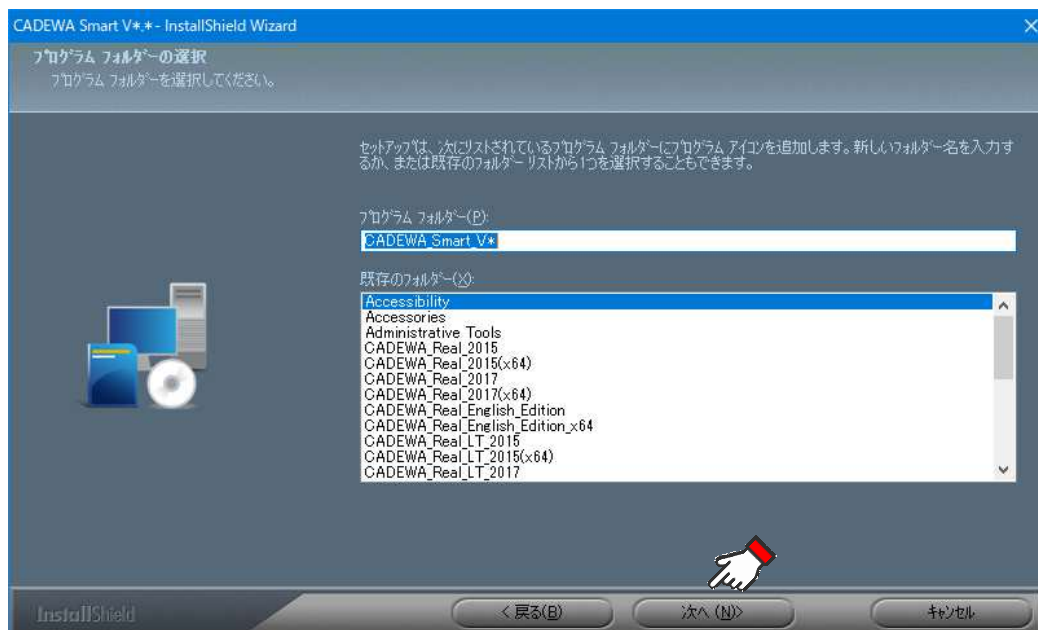 CADEWA Smart V*.* - InstallShield Wizard
プログラム フォルダーの選択
プログラム フォルダーを選択してください。
セットアップは、次にリストされているプログラム フォルダーにプログラム アイコンを追加します。新しいフォルダー名を入力す
るか、または既存のフォルダー リストから1つを選択することもできます。
プログラム フォルダー(P):
CADEWA_Smart_V*
既存のフォルダー(X):
Accessibility
Accessories
Administrative Tools
CADEWA_Real_2015
CADEWA_Real_2015(x64)
CADEWA_Real_2017
CADEWA_Real_2017(x64)
CADEWA_Real_English_Edition
CADEWA_Real_English_Edition_x64
CADEWA_Real_LT_2015
CADEWA_Real_LT_2015(x64)
CADEWA_Real_LT_2017
InstallShield
< 戻る(B)
次へ (N)>
キャンセル